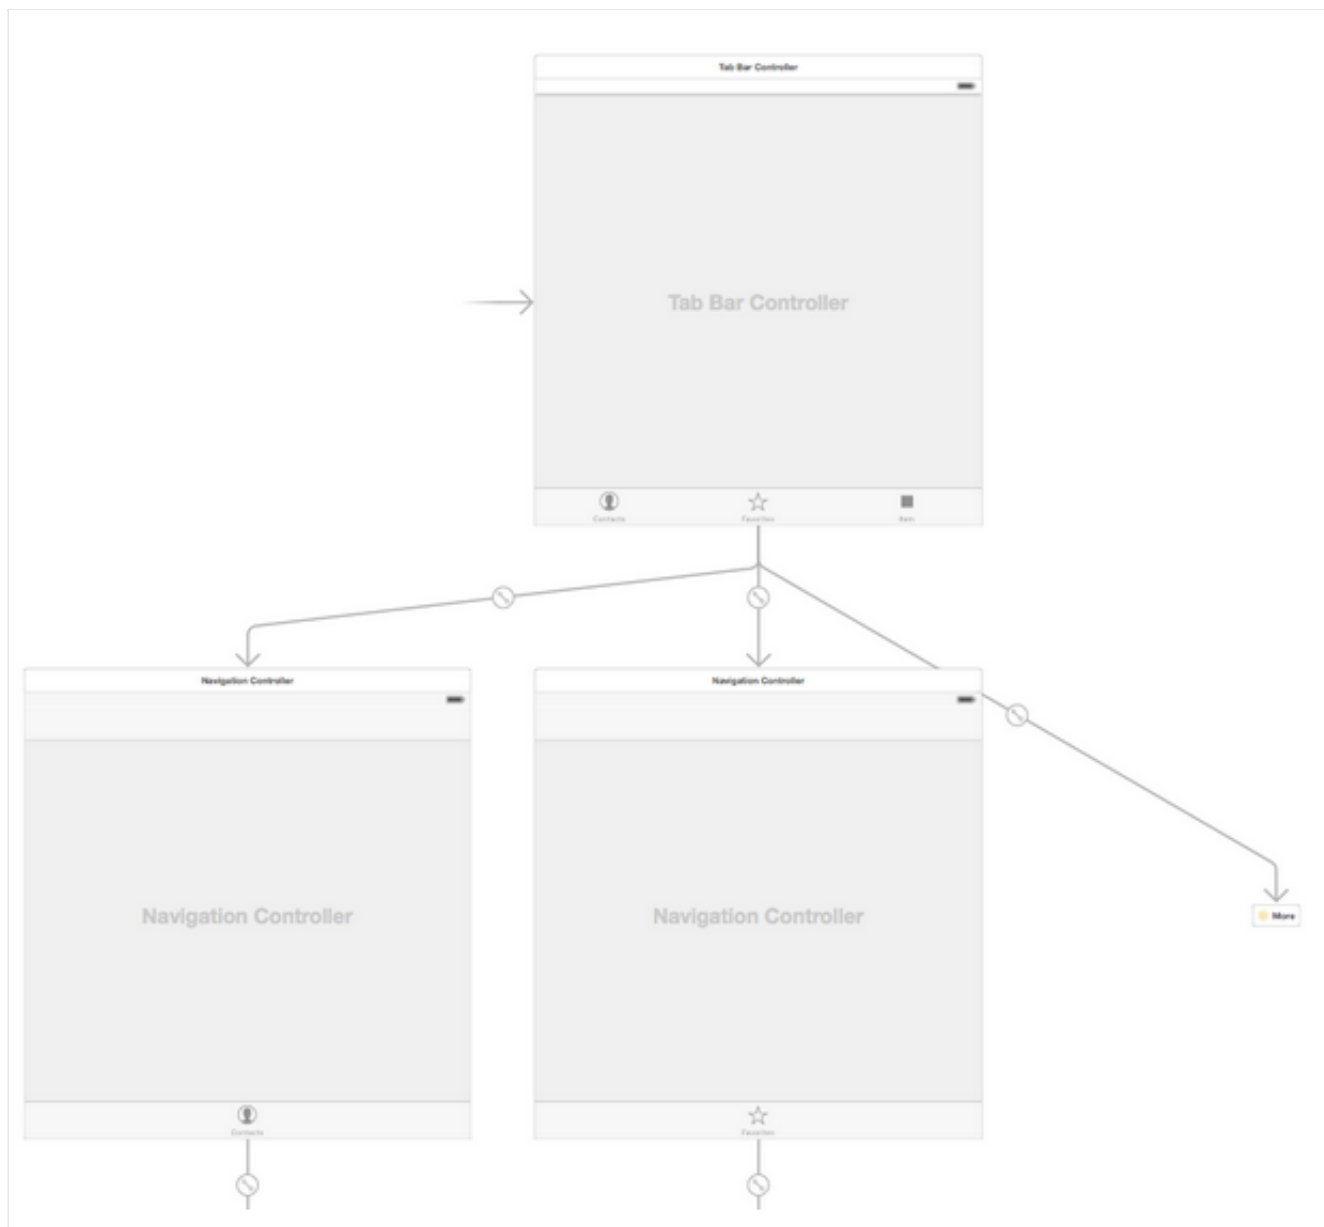 Tab Bar Controller
Tab Bar Controller
Contacts
Favorites
Item
Navigation Controller
Navigation Controller
Navigation Controller
Navigation Controller
More
Contacts
Favorites